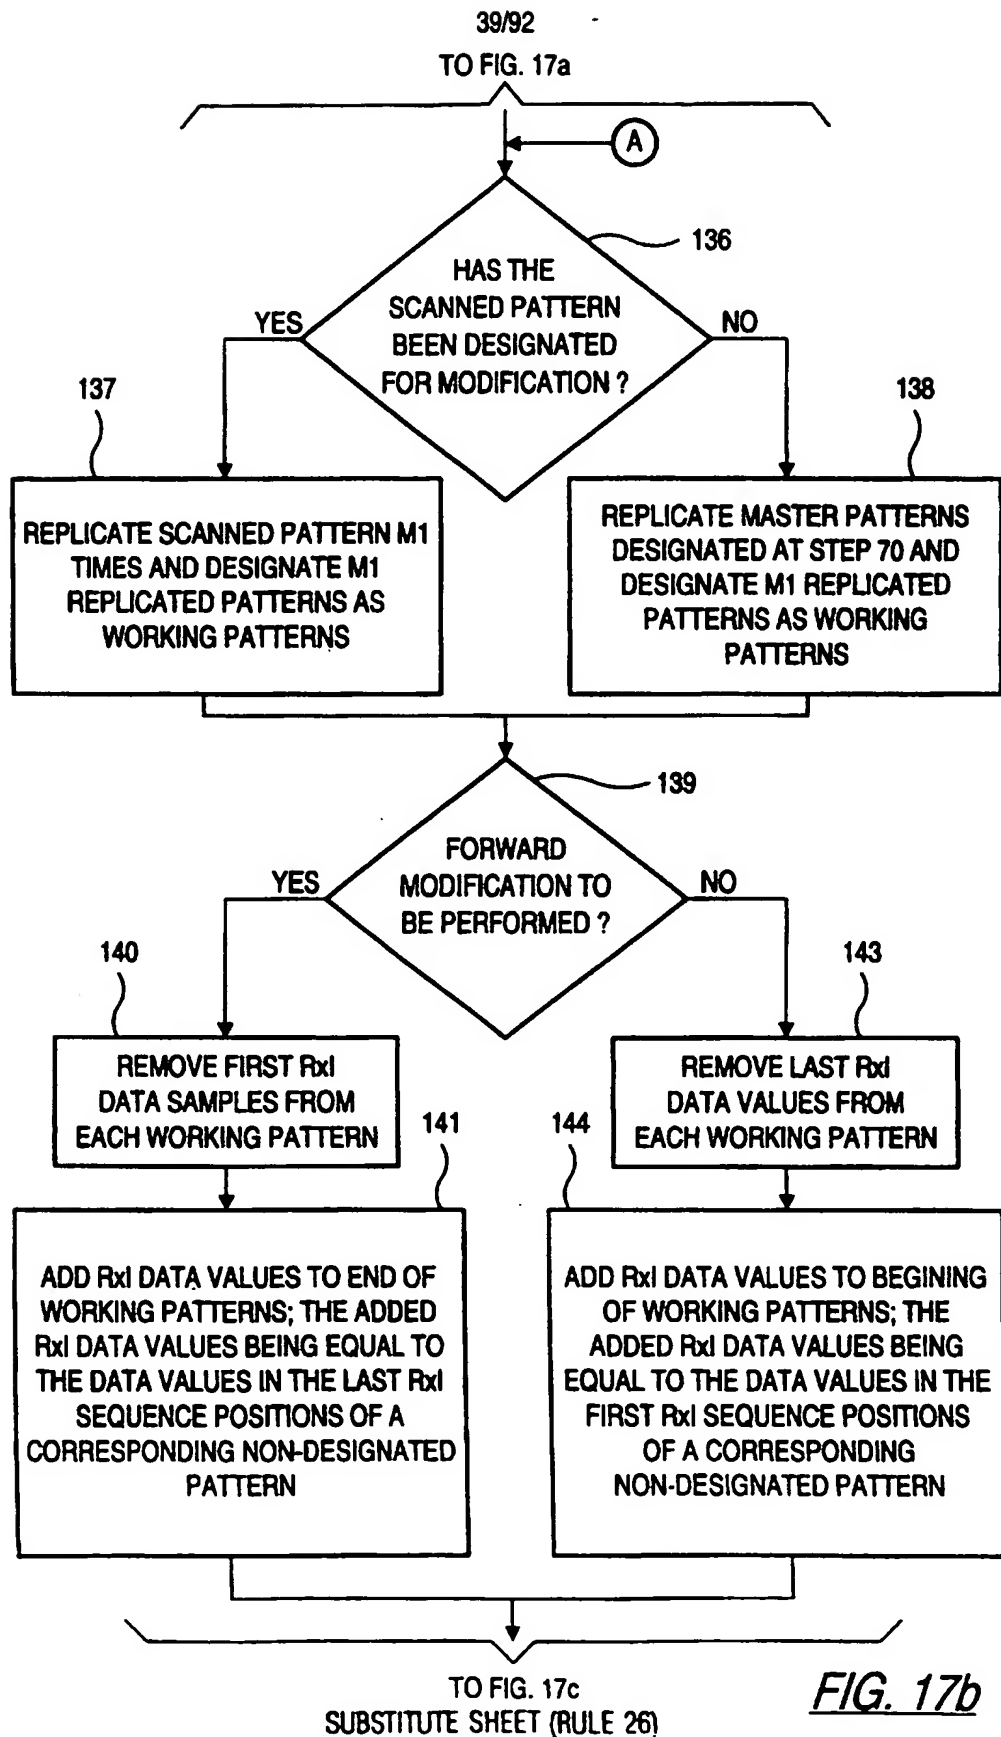 39/92
TO FIG. 17a
A
136
HAS THE
SCANNED PATTERN
BEEN DESIGNATED
FOR MODIFICATION ?
YES
NO
137
138
REPLICATE SCANNED PATTERN M1
TIMES AND DESIGNATE M1
REPLICATED PATTERNS AS
WORKING PATTERNS
REPLICATE MASTER PATTERNS
DESIGNATED AT STEP 70 AND
DESIGNATE M1 REPLICATED
PATTERNS AS WORKING
PATTERNS
139
FORWARD
MODIFICATION TO
BE PERFORMED ?
YES
NO
140
143
REMOVE FIRST RxI
DATA SAMPLES FROM
EACH WORKING PATTERN
REMOVE LAST RxI
DATA VALUES FROM
EACH WORKING PATTERN
141
144
ADD RxI DATA VALUES TO END OF
WORKING PATTERNS; THE ADDED
RxI DATA VALUES BEING EQUAL TO
THE DATA VALUES IN THE LAST RxI
SEQUENCE POSITIONS OF A
CORRESPONDING NON-DESIGNATED
PATTERN
ADD RxI DATA VALUES TO BEGINING
OF WORKING PATTERNS; THE
ADDED RxI DATA VALUES BEING
EQUAL TO THE DATA VALUES IN THE
FIRST RxI SEQUENCE POSITIONS
OF A CORRESPONDING
NON-DESIGNATED PATTERN
TO FIG. 17c
SUBSTITUTE SHEET (RULE 26)
FIG. 17b